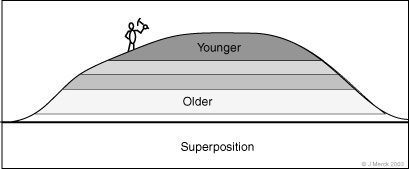 Younger
Older
Superposition
© J Merck 2003